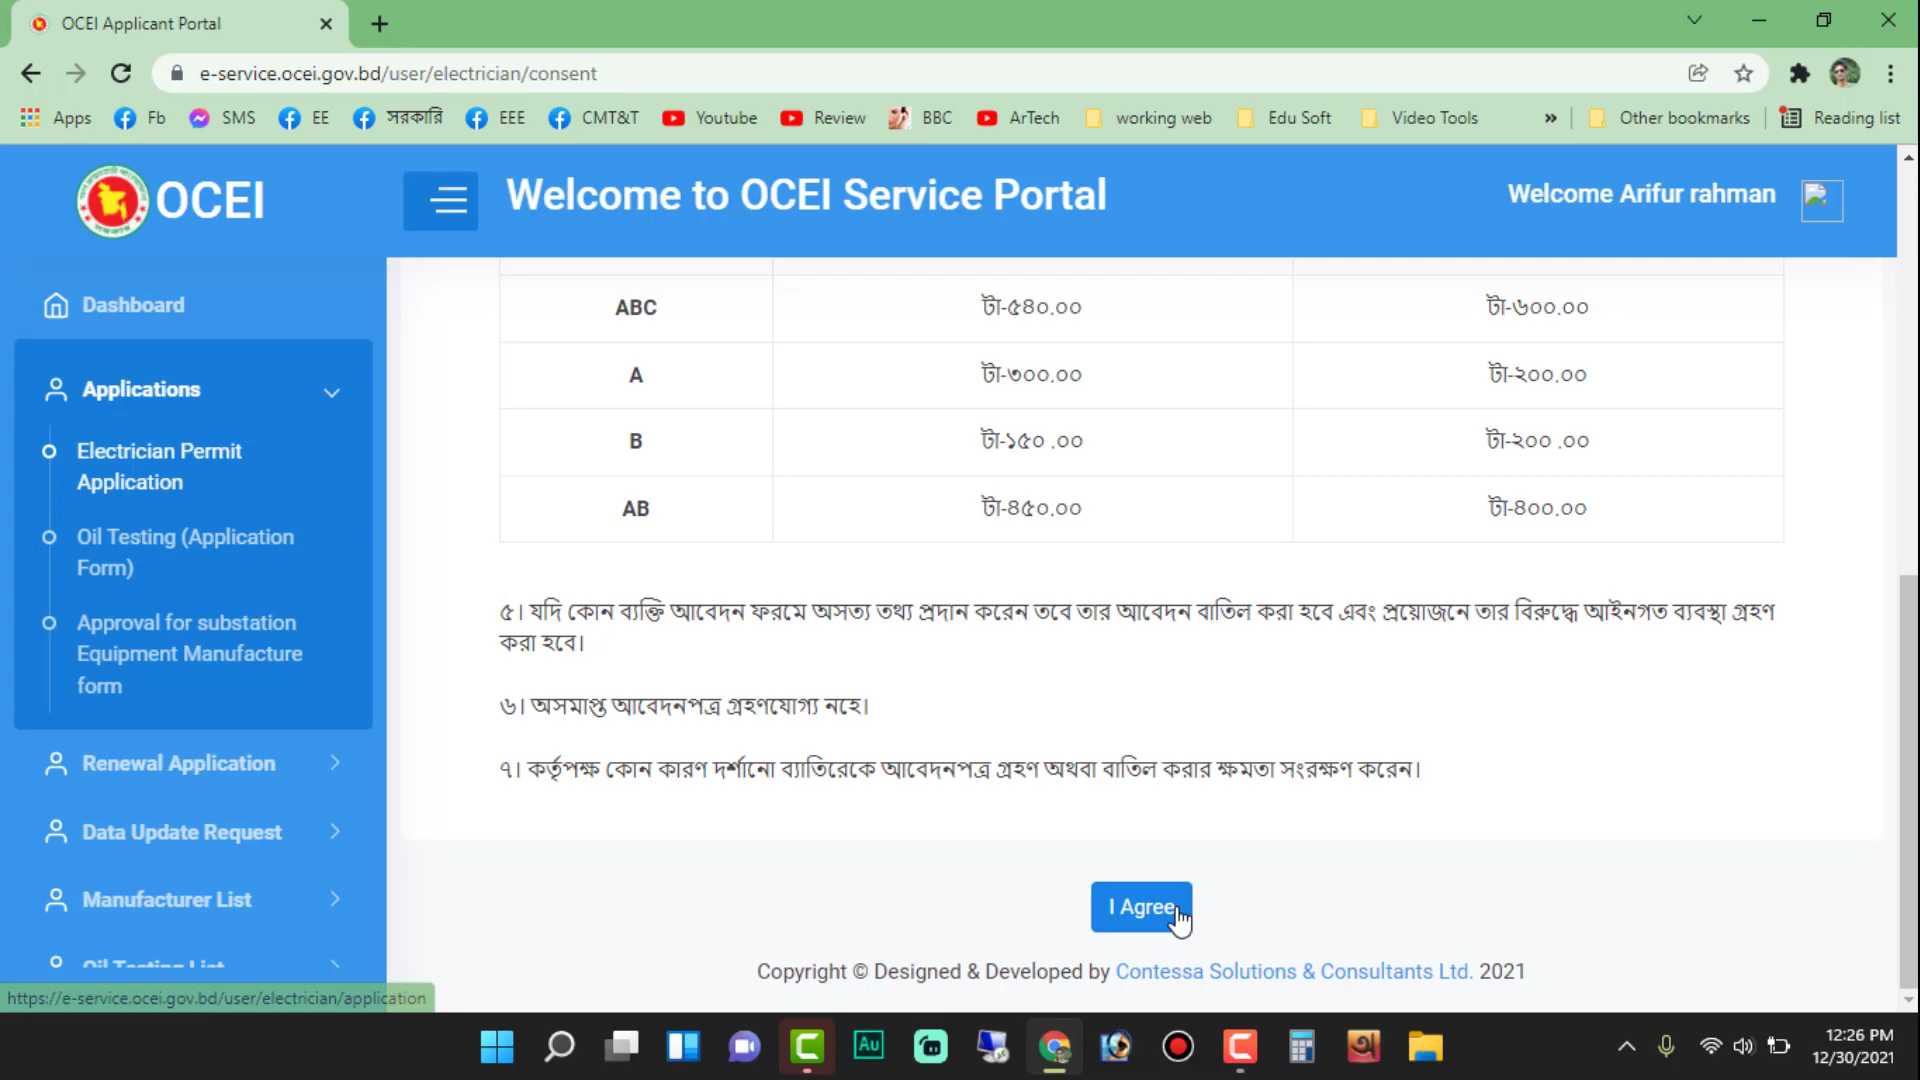 OCEI Applicant Portal
e-service.ocei.gov.bd/user/electrician/consent
Apps Fb SMS EE সরকারি EEE CMT&T Youtube Review BBC ArTech working web Edu Soft Video Tools » Other bookmarks Reading list
OCEI
Welcome to OCEI Service Portal
Welcome Arifur rahman
Dashboard
Applications
Electrician Permit
Application
Oil Testing (Application
Form)
Approval for substation
Equipment Manufacture
form
Renewal Application
Data Update Request
Manufacturer List
Oil Testing List
https://e-service.ocei.gov.bd/user/electrician/application
ABC টা-৫৪০.০০ টা-৬০০.০০
A টা-৩০০.০০ টা-২০০.০০
B টা-১৫০ .০০ টা-২০০ .০০
AB টা-৪৫০.০০ টা-৪০০.০০
৫। যদি কোন ব্যক্তি আবেদন ফরমে অসত্য তথ্য প্রদান করেন তবে তার আবেদন বাতিল করা হবে এবং প্রয়োজনে তার বিরুদ্ধে আইনগত ব্যবস্থা গ্রহণ
করা হবে।
৬। অসমাপ্ত আবেদনপত্র গ্রহণযোগ্য নহে।
৭। কর্তৃপক্ষ কোন কারণ দর্শানো ব্যাতিরেকে আবেদনপত্র গ্রহণ অথবা বাতিল করার ক্ষমতা সংরক্ষণ করেন।
I Agree
Copyright © Designed & Developed by Contessa Solutions & Consultants Ltd. 2021
Au
অ
12:26 PM
12/30/2021